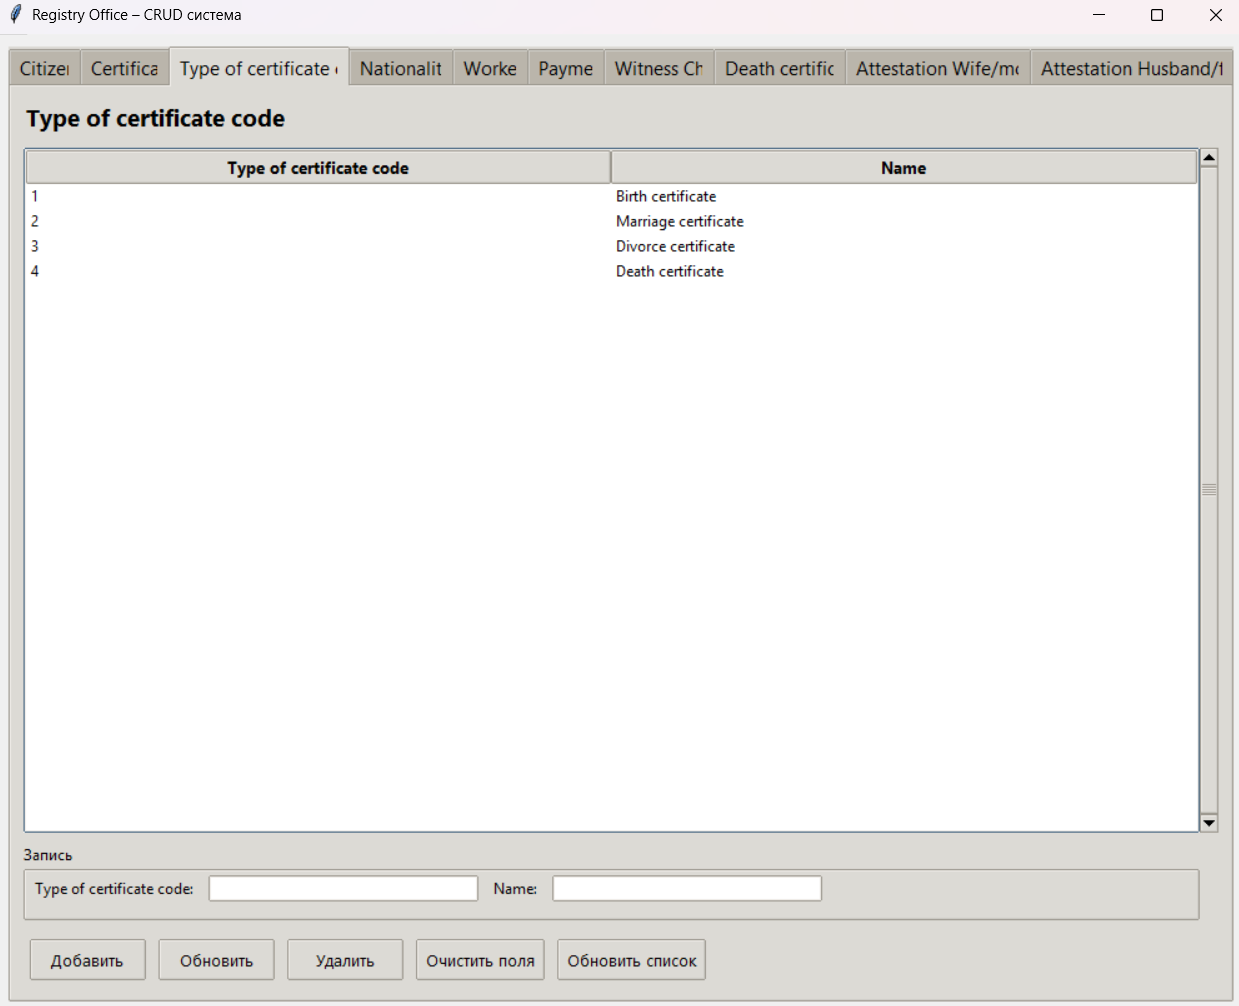 Registry Office – CRUD система
Citizer Certifica Type of certificate Nationalit Worke Payme Witness Ch Death certific Attestation Wife/mo Attestation Husband/f
Type of certificate code
Type of certificate code Name
1 Birth certificate
2 Marriage certificate
3 Divorce certificate
4 Death certificate
Запись
Type of certificate code: Name:
Добавить Обновить Удалить Очистить поля Обновить список